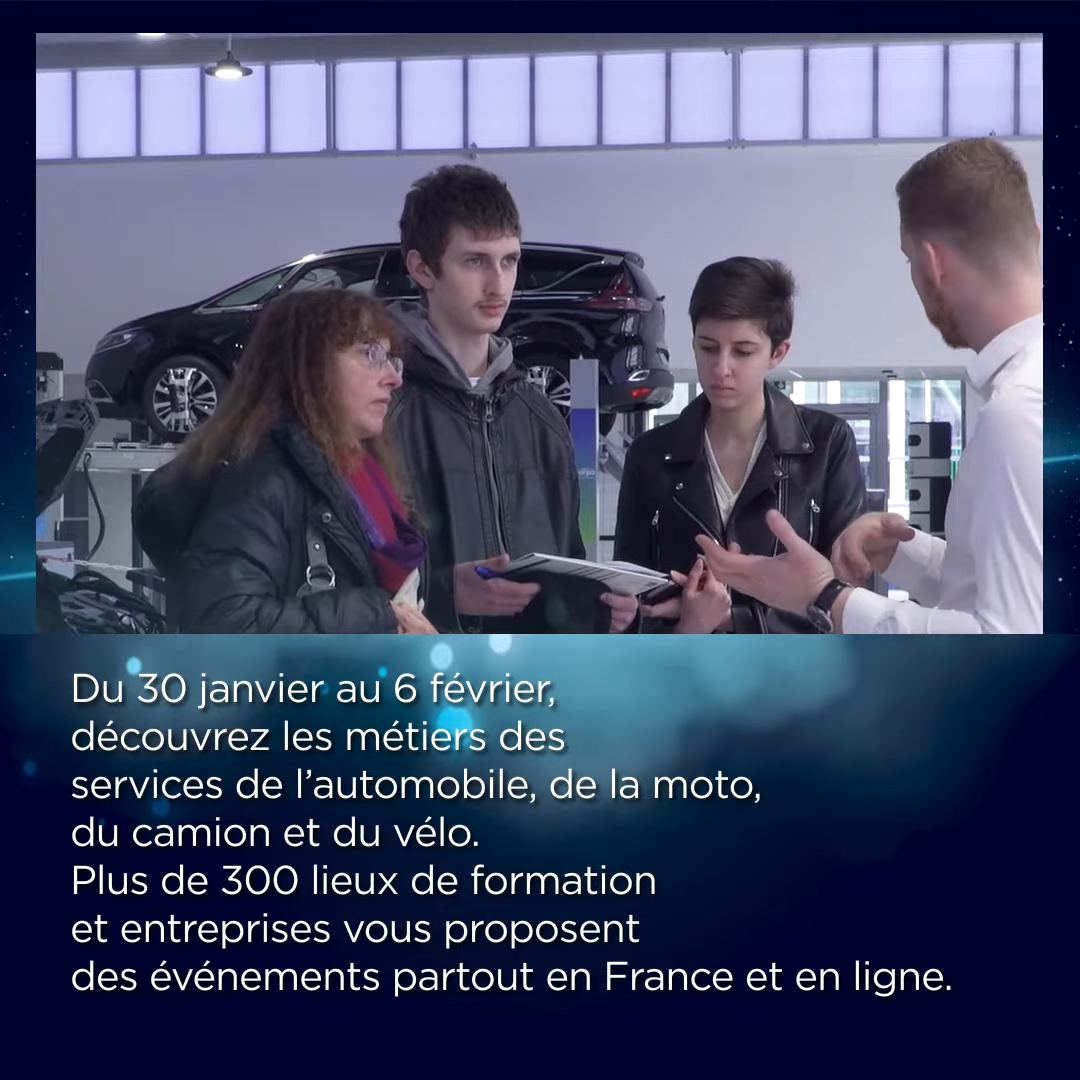 Du 30 janvier au 6 février,
découvrez les métiers des
services de l’automobile, de la moto,
du camion et du vélo.
Plus de 300 lieux de formation
et entreprises vous proposent
des événements partout en France et en ligne.